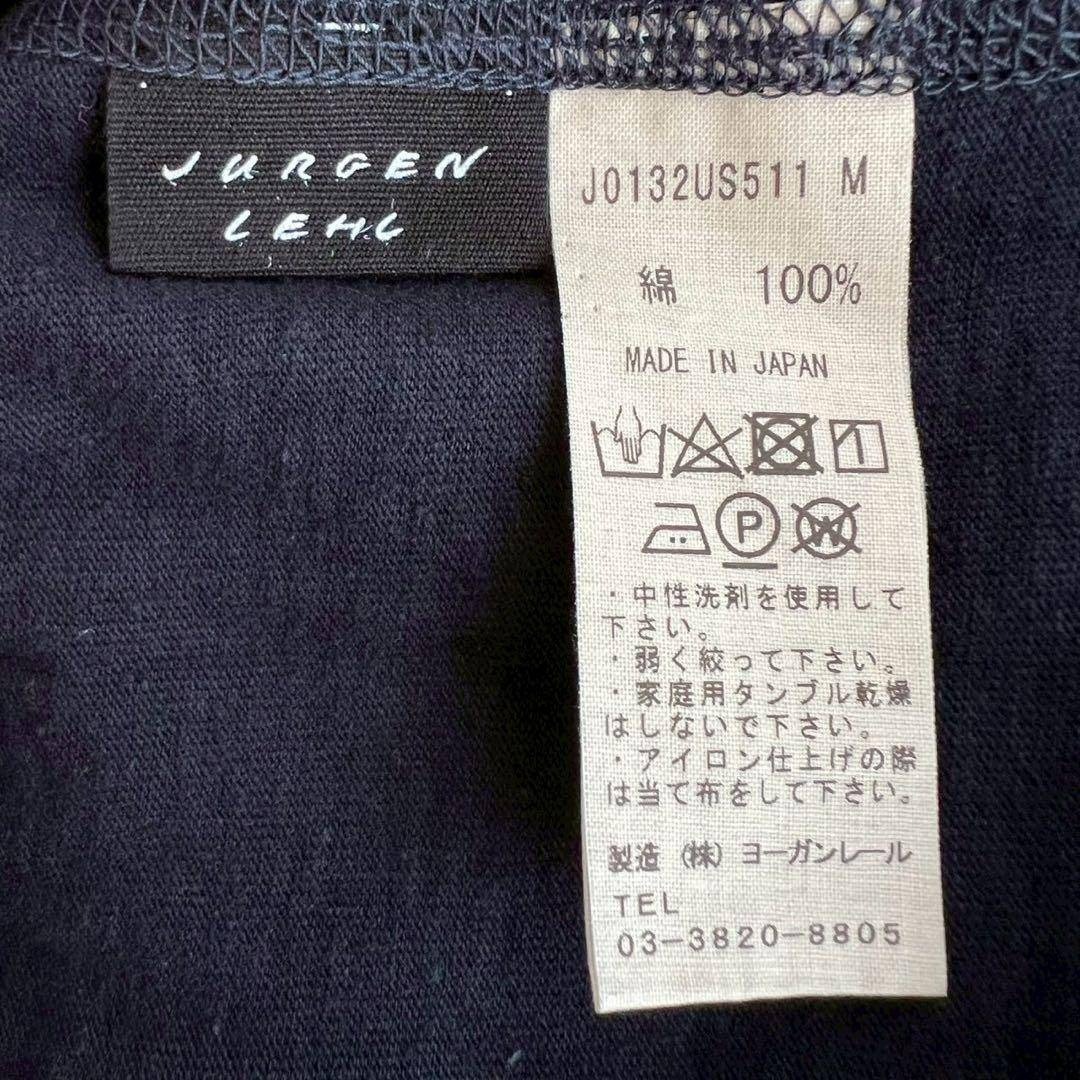 JURGEN
LEHL
J0132US511 M
綿 100%
MADE IN JAPAN
P W
・中性洗剤を使用して
下さい。
・弱く絞って下さい。
・家庭用タンブル乾燥
はしないで下さい。
・アイロン仕上げの際
は当て布をして下さい。
製造 (株) ヨーガンレール
TEL
03-3820-8805